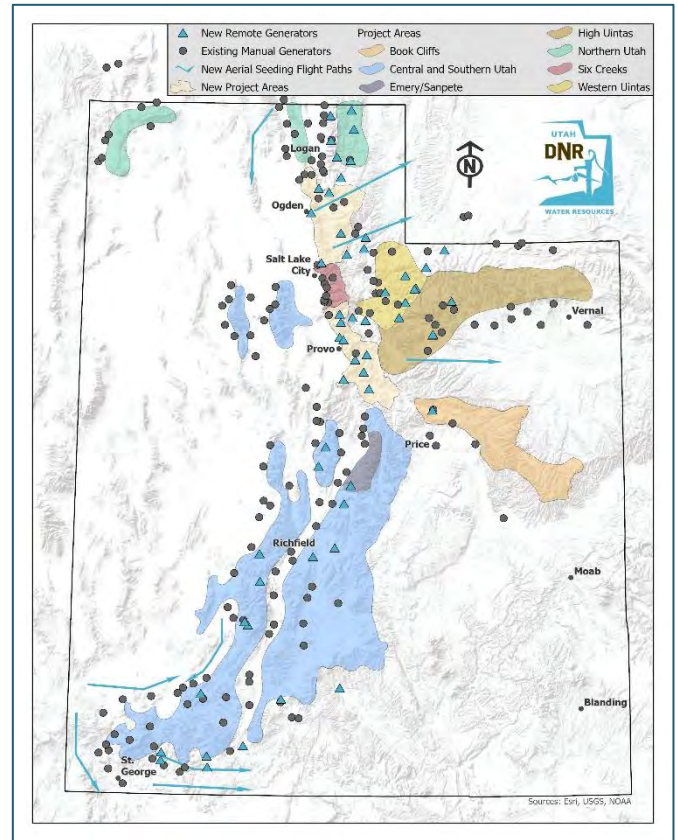 New Remote Generators
Existing Manual Generators
New Aerial Seeding Flight Paths
New Project Areas
Project Areas
Book Cliffs
Central and Southern Utah
Emery/Sanpete
High Uintas
Northern Utah
Six Creeks
Western Uintas
UTAH
DNR
WATER RESOURCES
N
Logan
Ogden
Salt Lake
City
Vernal
Provo
Price
Richfield
Moab
Blanding
St.
George
Sources: Esri, USGS, NOAA